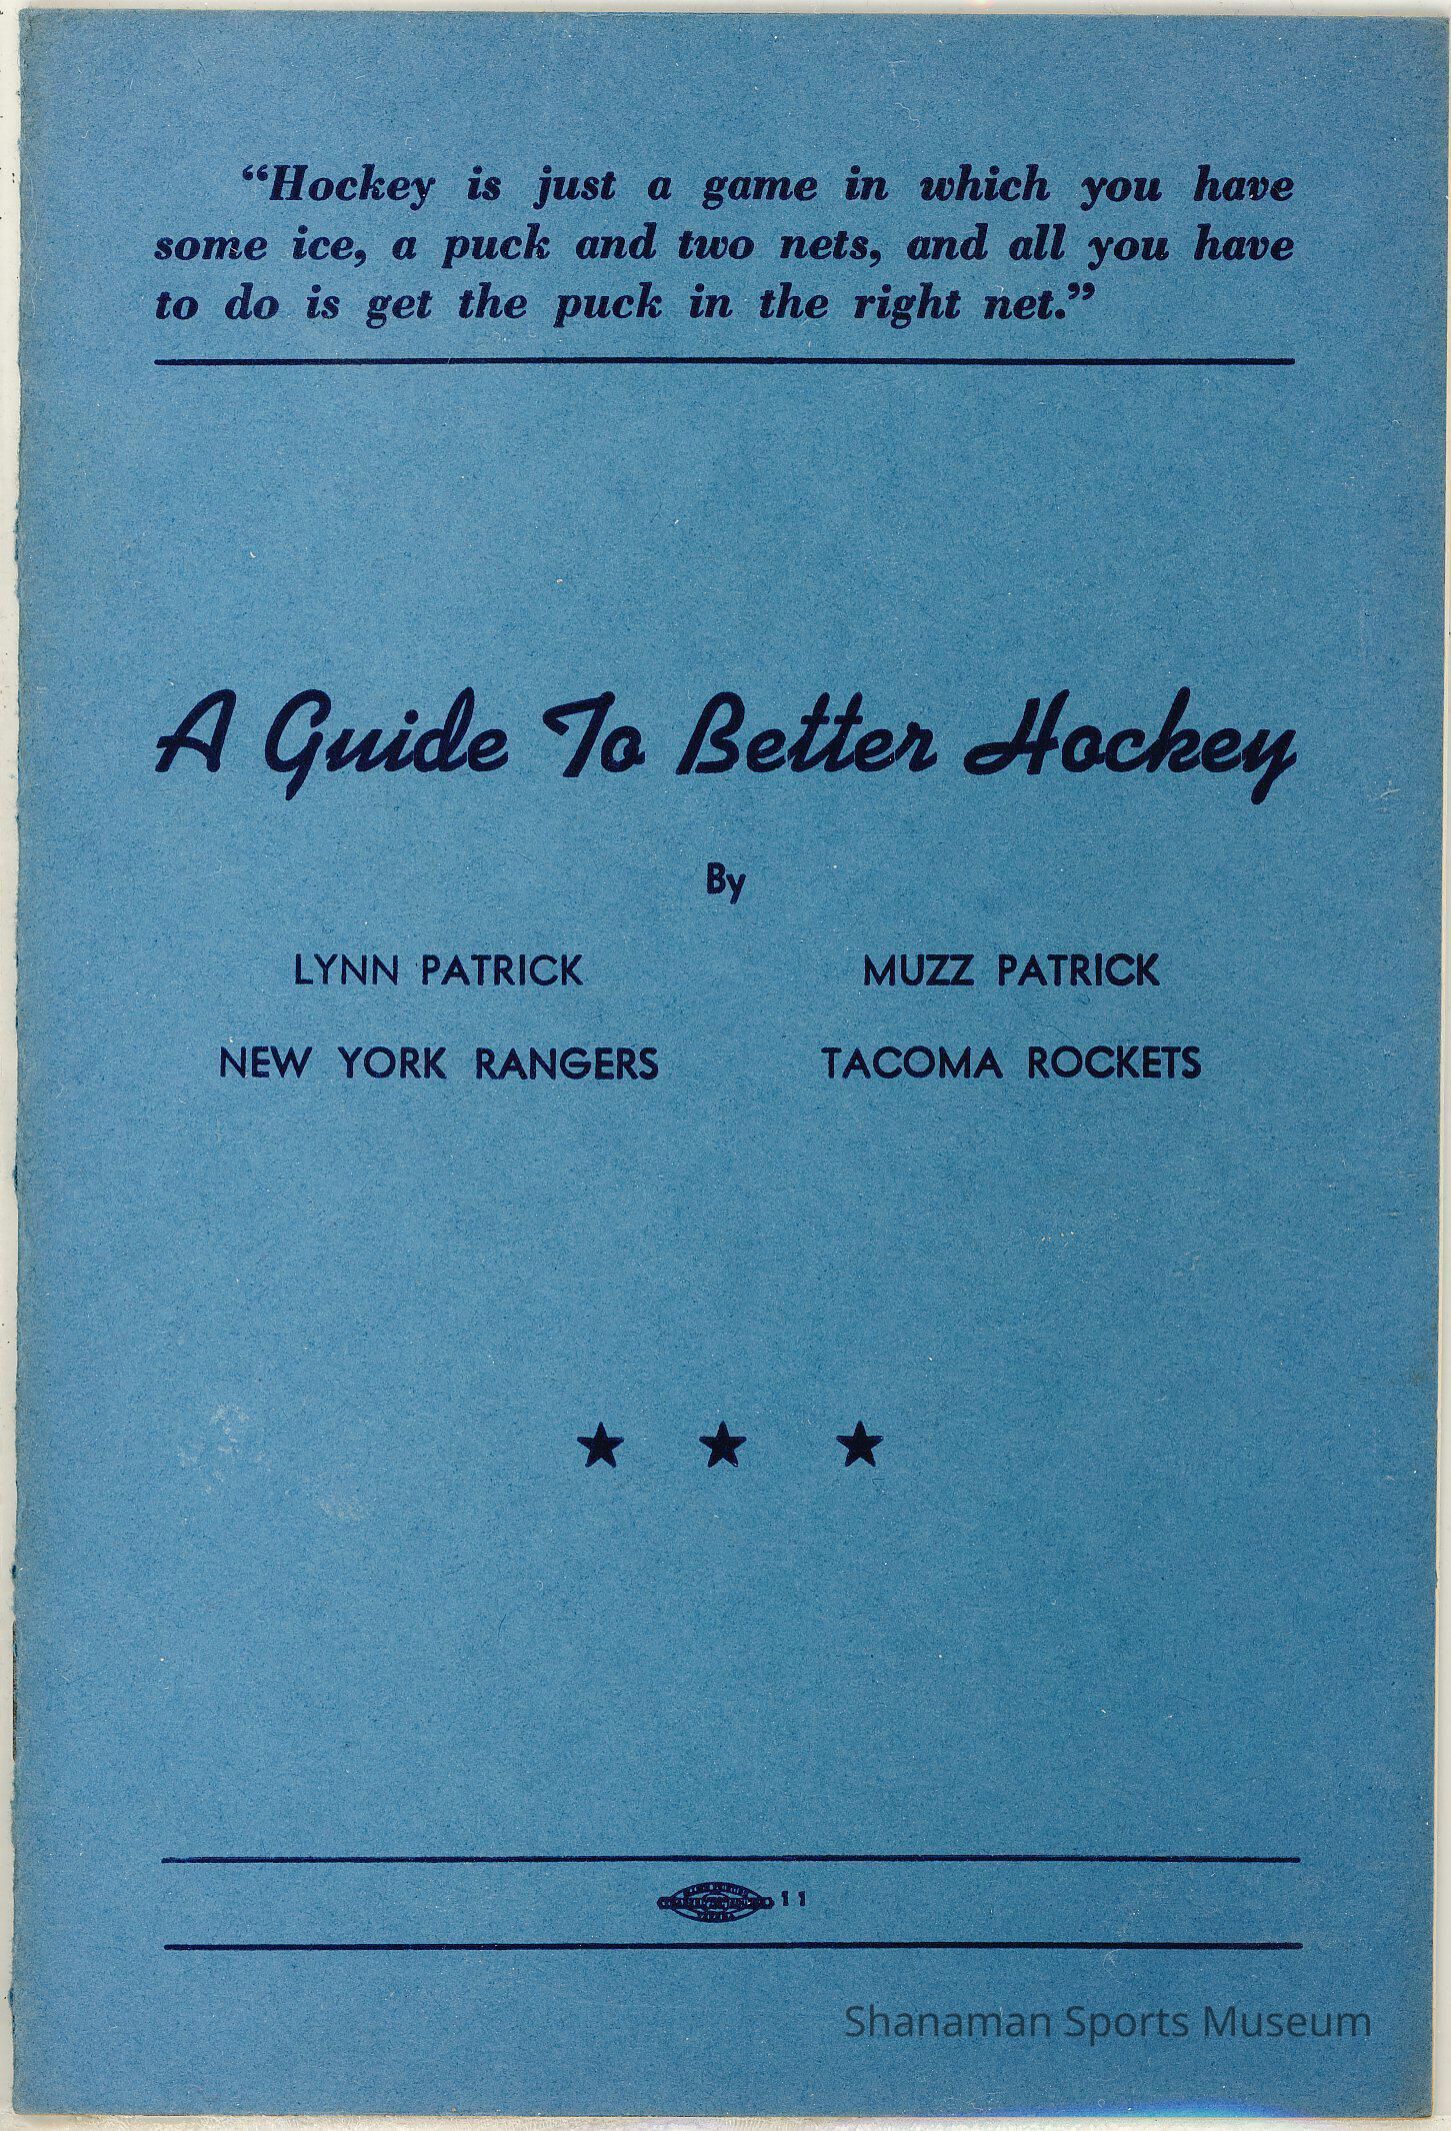 “Hockey is just a game in which you have
some ice, a puck and two nets, and all you have
to do is get the puck in the right net.”
A Guide To Better Hockey
By
LYNN PATRICK MUZZ PATRICK
NEW YORK RANGERS TACOMA ROCKETS
11
Shanaman Sports Museum